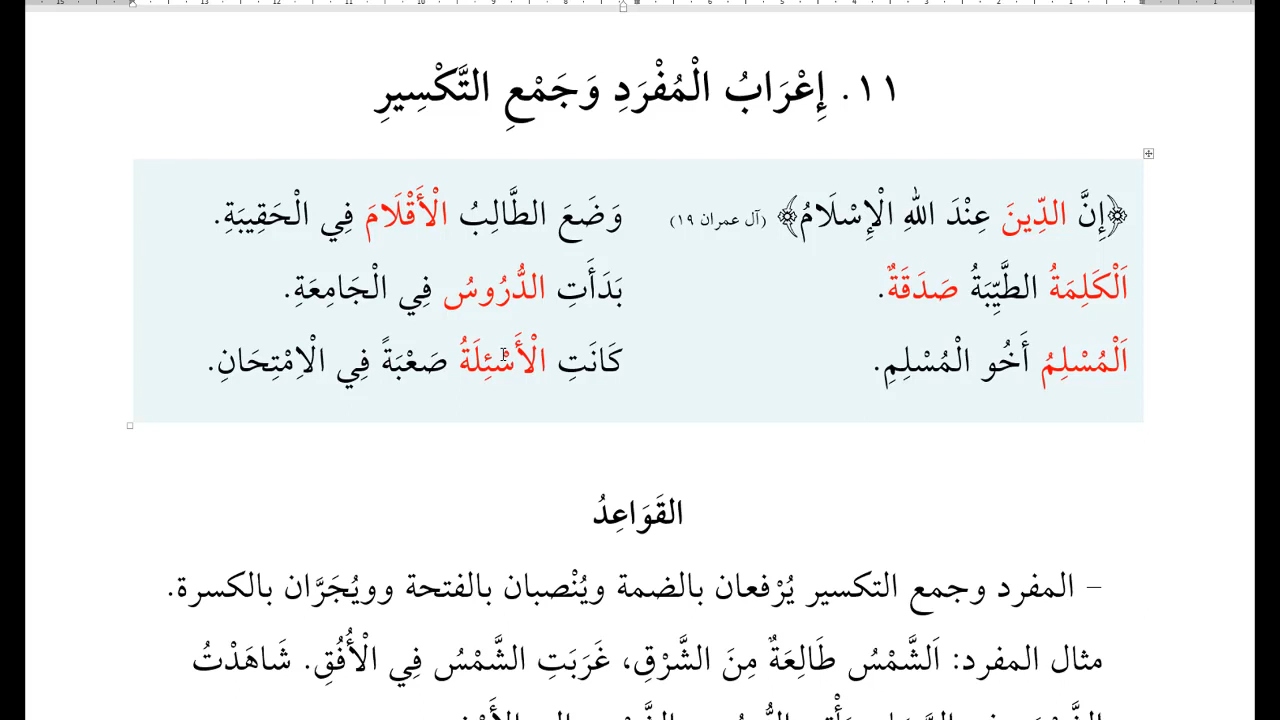 ١١. إِعْرَابُ الْمُفْرَدِ وَجَمْعِ التَّكْسِيرِ
﴿إِنَّ الدِّينَ عِنْدَ اللهِ الْإِسْلَامُ﴾ (آل عمران ١٩)
وَضَعَ الطَّالِبُ الْأَقْلَامَ فِي الْحَقِيبَةِ.
اَلْكَلِمَةُ الطَّيِّبَةُ صَدَقَةٌ.
بَدَأَتِ الدُّرُوسُ فِي الْجَامِعَةِ.
اَلْمُسْلِمُ أَخُو الْمُسْلِمِ.
كَانَتِ الْأَسْئِلَةُ صَعْبَةً فِي الْاِمْتِحَانِ.
القَوَاعِدُ
– المفرد وجمع التكسير يُرْفعان بالضمة ويُنْصبان بالفتحة وويُجَرَّان بالكسرة.
مثال المفرد: اَلشَّمْسُ طَالِعَةٌ مِنَ الشَّرْقِ، غَرَبَتِ الشَّمْسُ فِي الْأُفُقِ. شَاهَدْتُ